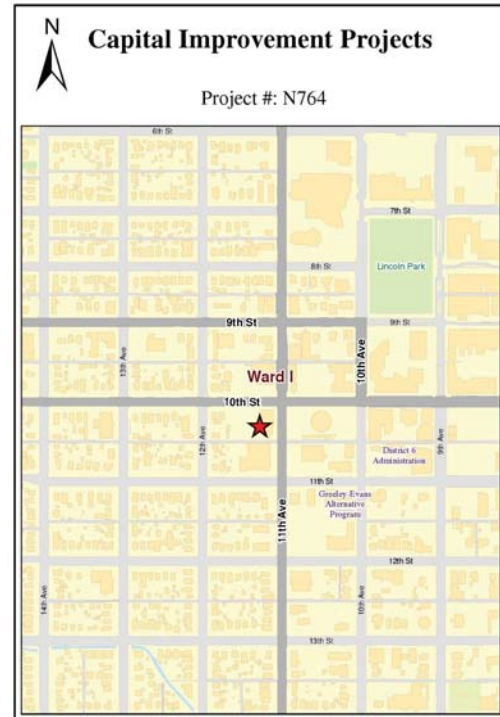 N
Capital Improvement Projects
Project #: N764
6th St
7th St
8th St
Lincoln Park
9th St
9th St
13th Ave
10th Ave
Ward I
10th St
12th Ave
9th Ave
District 6
Administration
11th St
11th Ave
Greeley-Evans
Alternative
Program
12th St
14th Ave
10th Ave
13th St